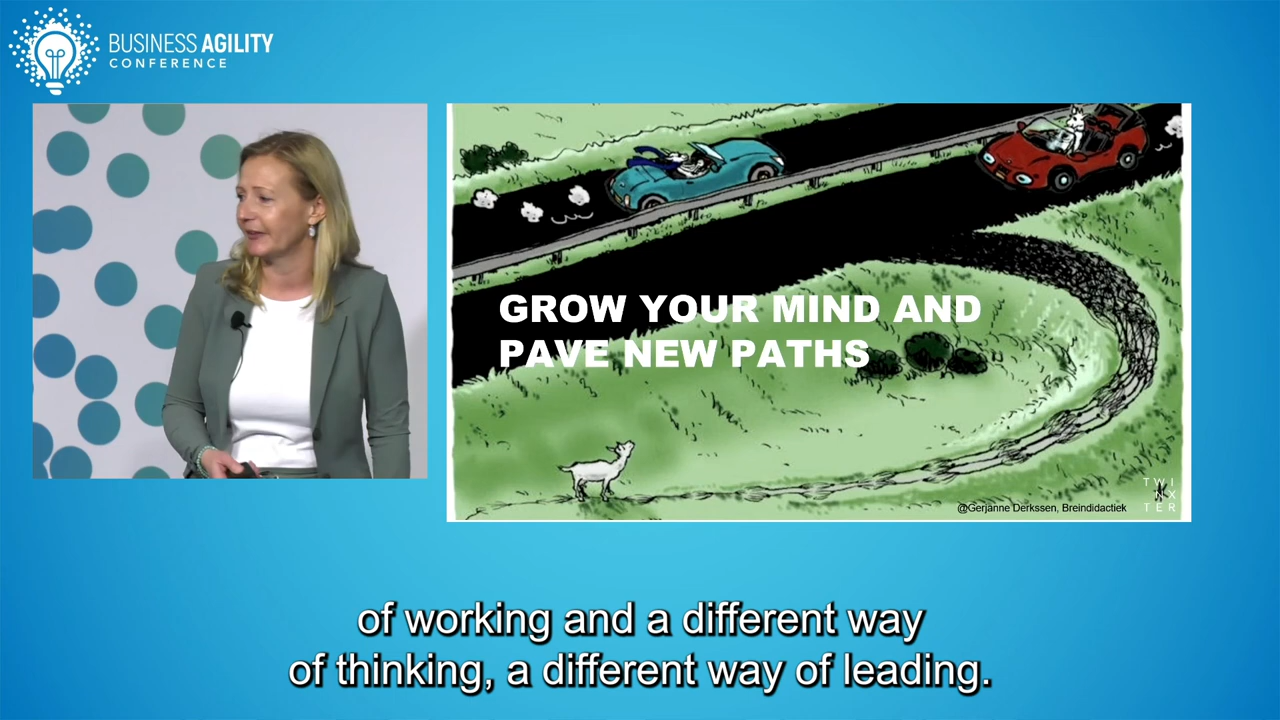 BUSINESS AGILITY
CONFERENCE
GROW YOUR MIND AND
PAVE NEW PATHS
TWI
NX
TER
@Gerjanne Derkssen, Breindidactiek
of working and a different way
of thinking, a different way of leading.